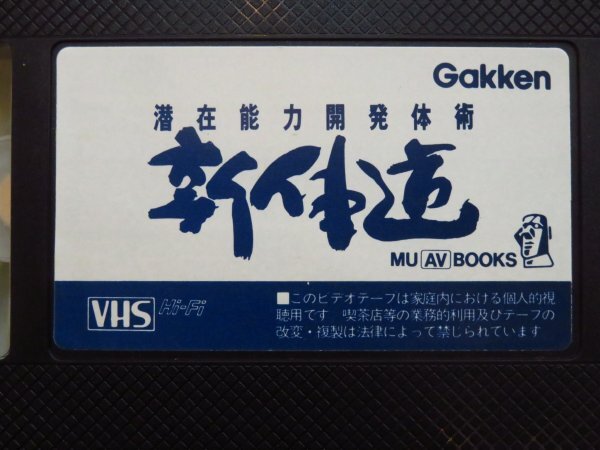 Gakken
潜在能力開発体術
新体道
MU AV BOOKS
VHS Hi-Fi
■このビデオテープは家庭内における個人的視
聴用です 喫茶店等の業務的利用及びテープの
改変・複製は法律によって禁じられています